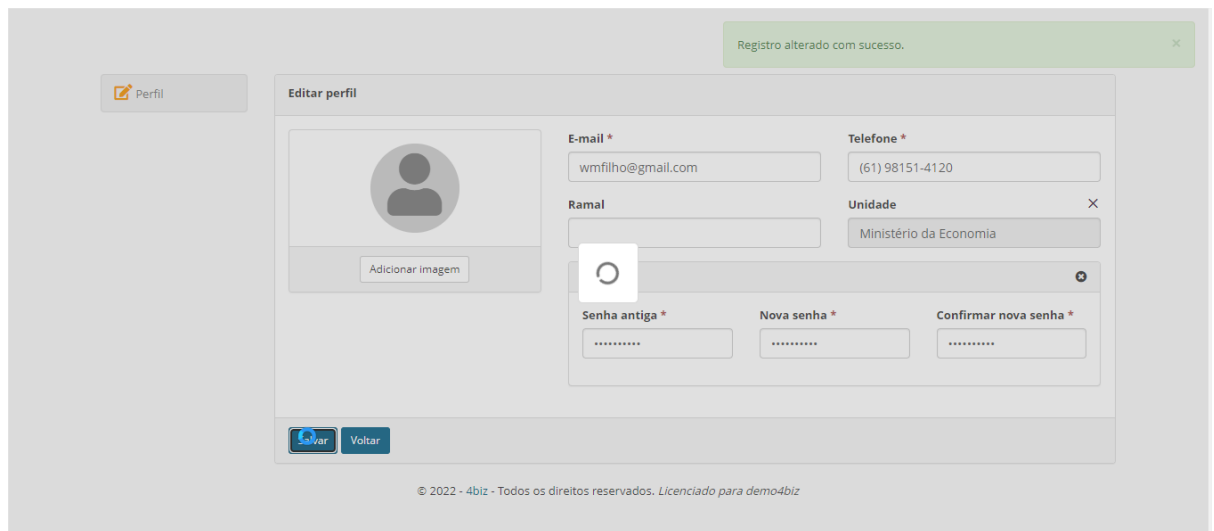 Registro alterado com sucesso. ×
Perfil
Editar perfil
E-mail * Telefone *
wmfilho@gmail.com (61) 98151-4120
Ramal Unidade
Ministério da Economia
Adicionar imagem
Senha antiga * Nova senha * Confirmar nova senha *
•••••••••• •••••••••• ••••••••••
Voltar
© 2022 - 4biz - Todos os direitos reservados. Licenciado para demo4biz